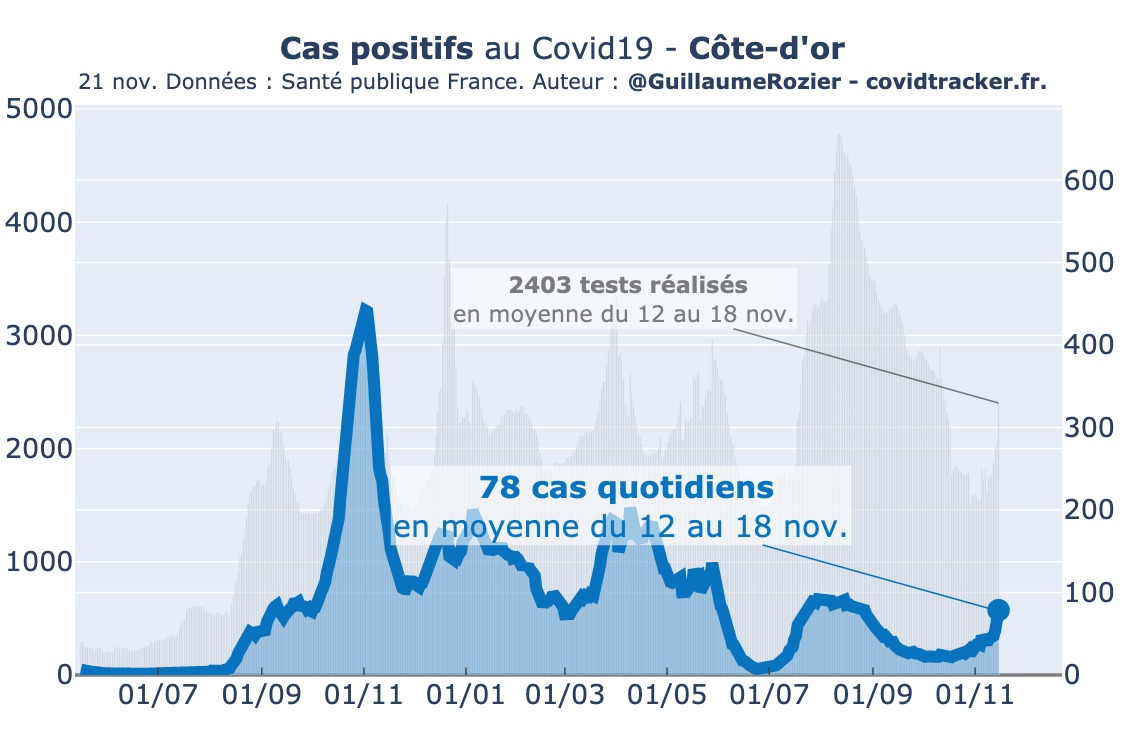 Cas positifs au Covid19 - Côte-d'or
21 nov. Données : Santé publique France. Auteur : @GuillaumeRozier - covidtracker.fr.
5000
4000
3000
2000
1000
0
600
500
400
300
200
100
0
2403 tests réalisés
en moyenne du 12 au 18 nov.
78 cas quotidiens
en moyenne du 12 au 18 nov.
01/07 01/09 01/11 01/01 01/03 01/05 01/07 01/09 01/11